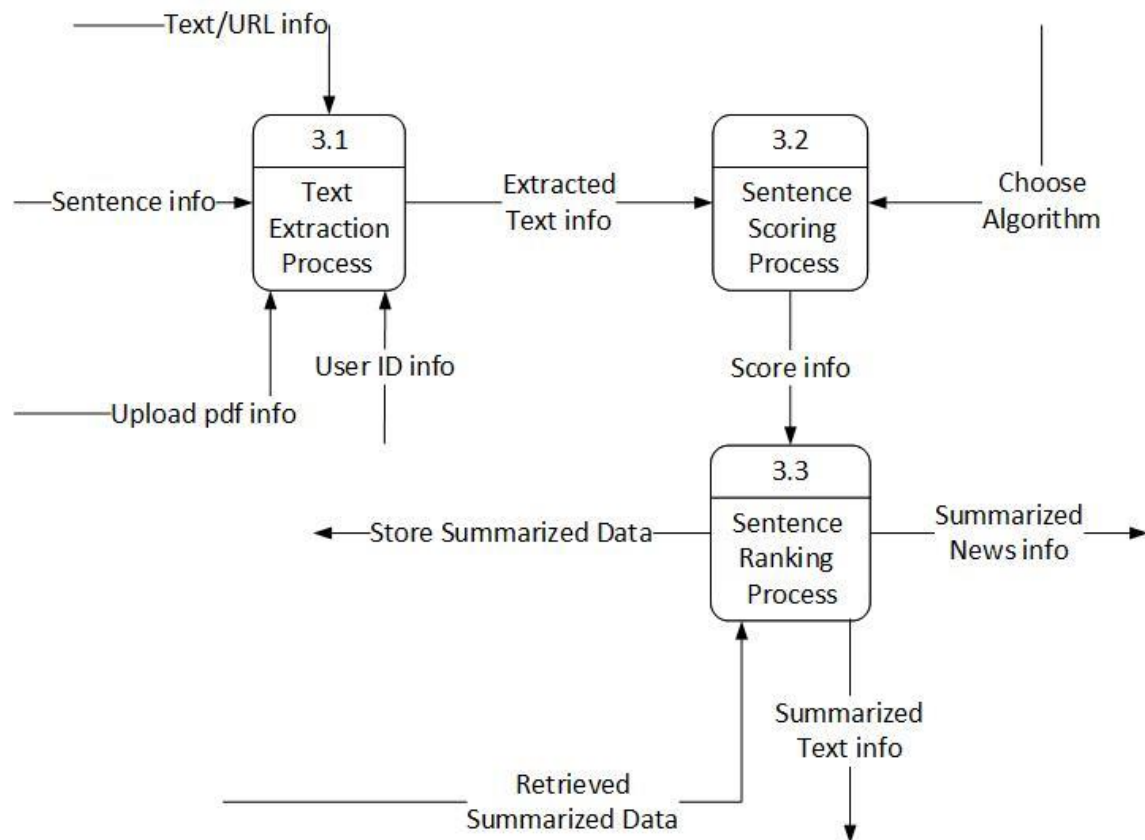 Text/URL info
3.1
Text
Extraction
Process
Sentence info
Extracted
Text info
3.2
Sentence
Scoring
Process
Choose
Algorithm
User ID info
Upload pdf info
Score info
3.3
Sentence
Ranking
Process
Store Summarized Data
Summarized
News info
Summarized
Text info
Retrieved
Summarized Data